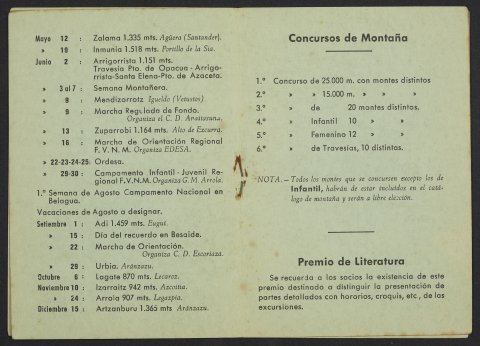 Mayo 12 : Zalama 1.335 mts. Agüera (Santander).
» 19 : Inmunia 1.518 mts. Portillo de la Sia.
Junio 2 : Arrigorrista 1.151 mts.
Travesía Pto. de Opacua - Arrigo-
rrista-Santa Elena-Pto. de Azaceta.
» 3 al 7 : Semana Montañera.
» 9 : Mendizorrotz Igueldo (Vetustos)
» 9 : Marcha Regulada de Fondo.
Organiza el C. D.
» 13 : Zuparrobi 1.164 mts. Alto de Ezcurra.
» 16 : Marcha de Orientación Regional
F. V. N. M. Organiza EDESA.
» 22-23-24-25. Ordesa.
» 29-30 : Campamento Infantil - Juvenil Re-
gional F. V. N. M. Organiza G. M. Arrola.
1.ª Semana de Agosto Campamento Nacional en
Belagua.
Vacaciones de Agosto a designar.
Setiembre 1 : Adi 1.459 mts. Eugui.
» 15 : Día del recuerdo en Besaide.
» 22 : Marcha de Orientación.
Organiza C. D. Escoriaza.
» 29 : Urbia. Aránzazu.
Octubre 6 : Logate 870 mts. Lecaroz.
Noviembre 10 : Izarraitz 942 mts. Azcoitia.
» 24 : Arrola 907 mts. Legazpia.
Diciembre 15 : Artzanburu 1.365 mts Aránzazu.
Concursos de Montaña
1.º Concurso de 25.000 m. con montes distintos
2.º » » 15.000 m. » »
3.º » de 20 montes distintos.
4.º » Infantil 10 » »
5.º » Femenino 12 » »
6.º » de Travesías, 10 distintos.
NOTA.—Todos los montes que se concursen excepto los de
Infantil, habrán de estar incluidos en el catá-
logo de montaña y serán a libre elección.
Premio de Literatura
Se recuerda a los socios la existencia de este
premio destinado a distinguir la presentación de
partes detallados con horarios, croquis, etc., de las
excursiones.